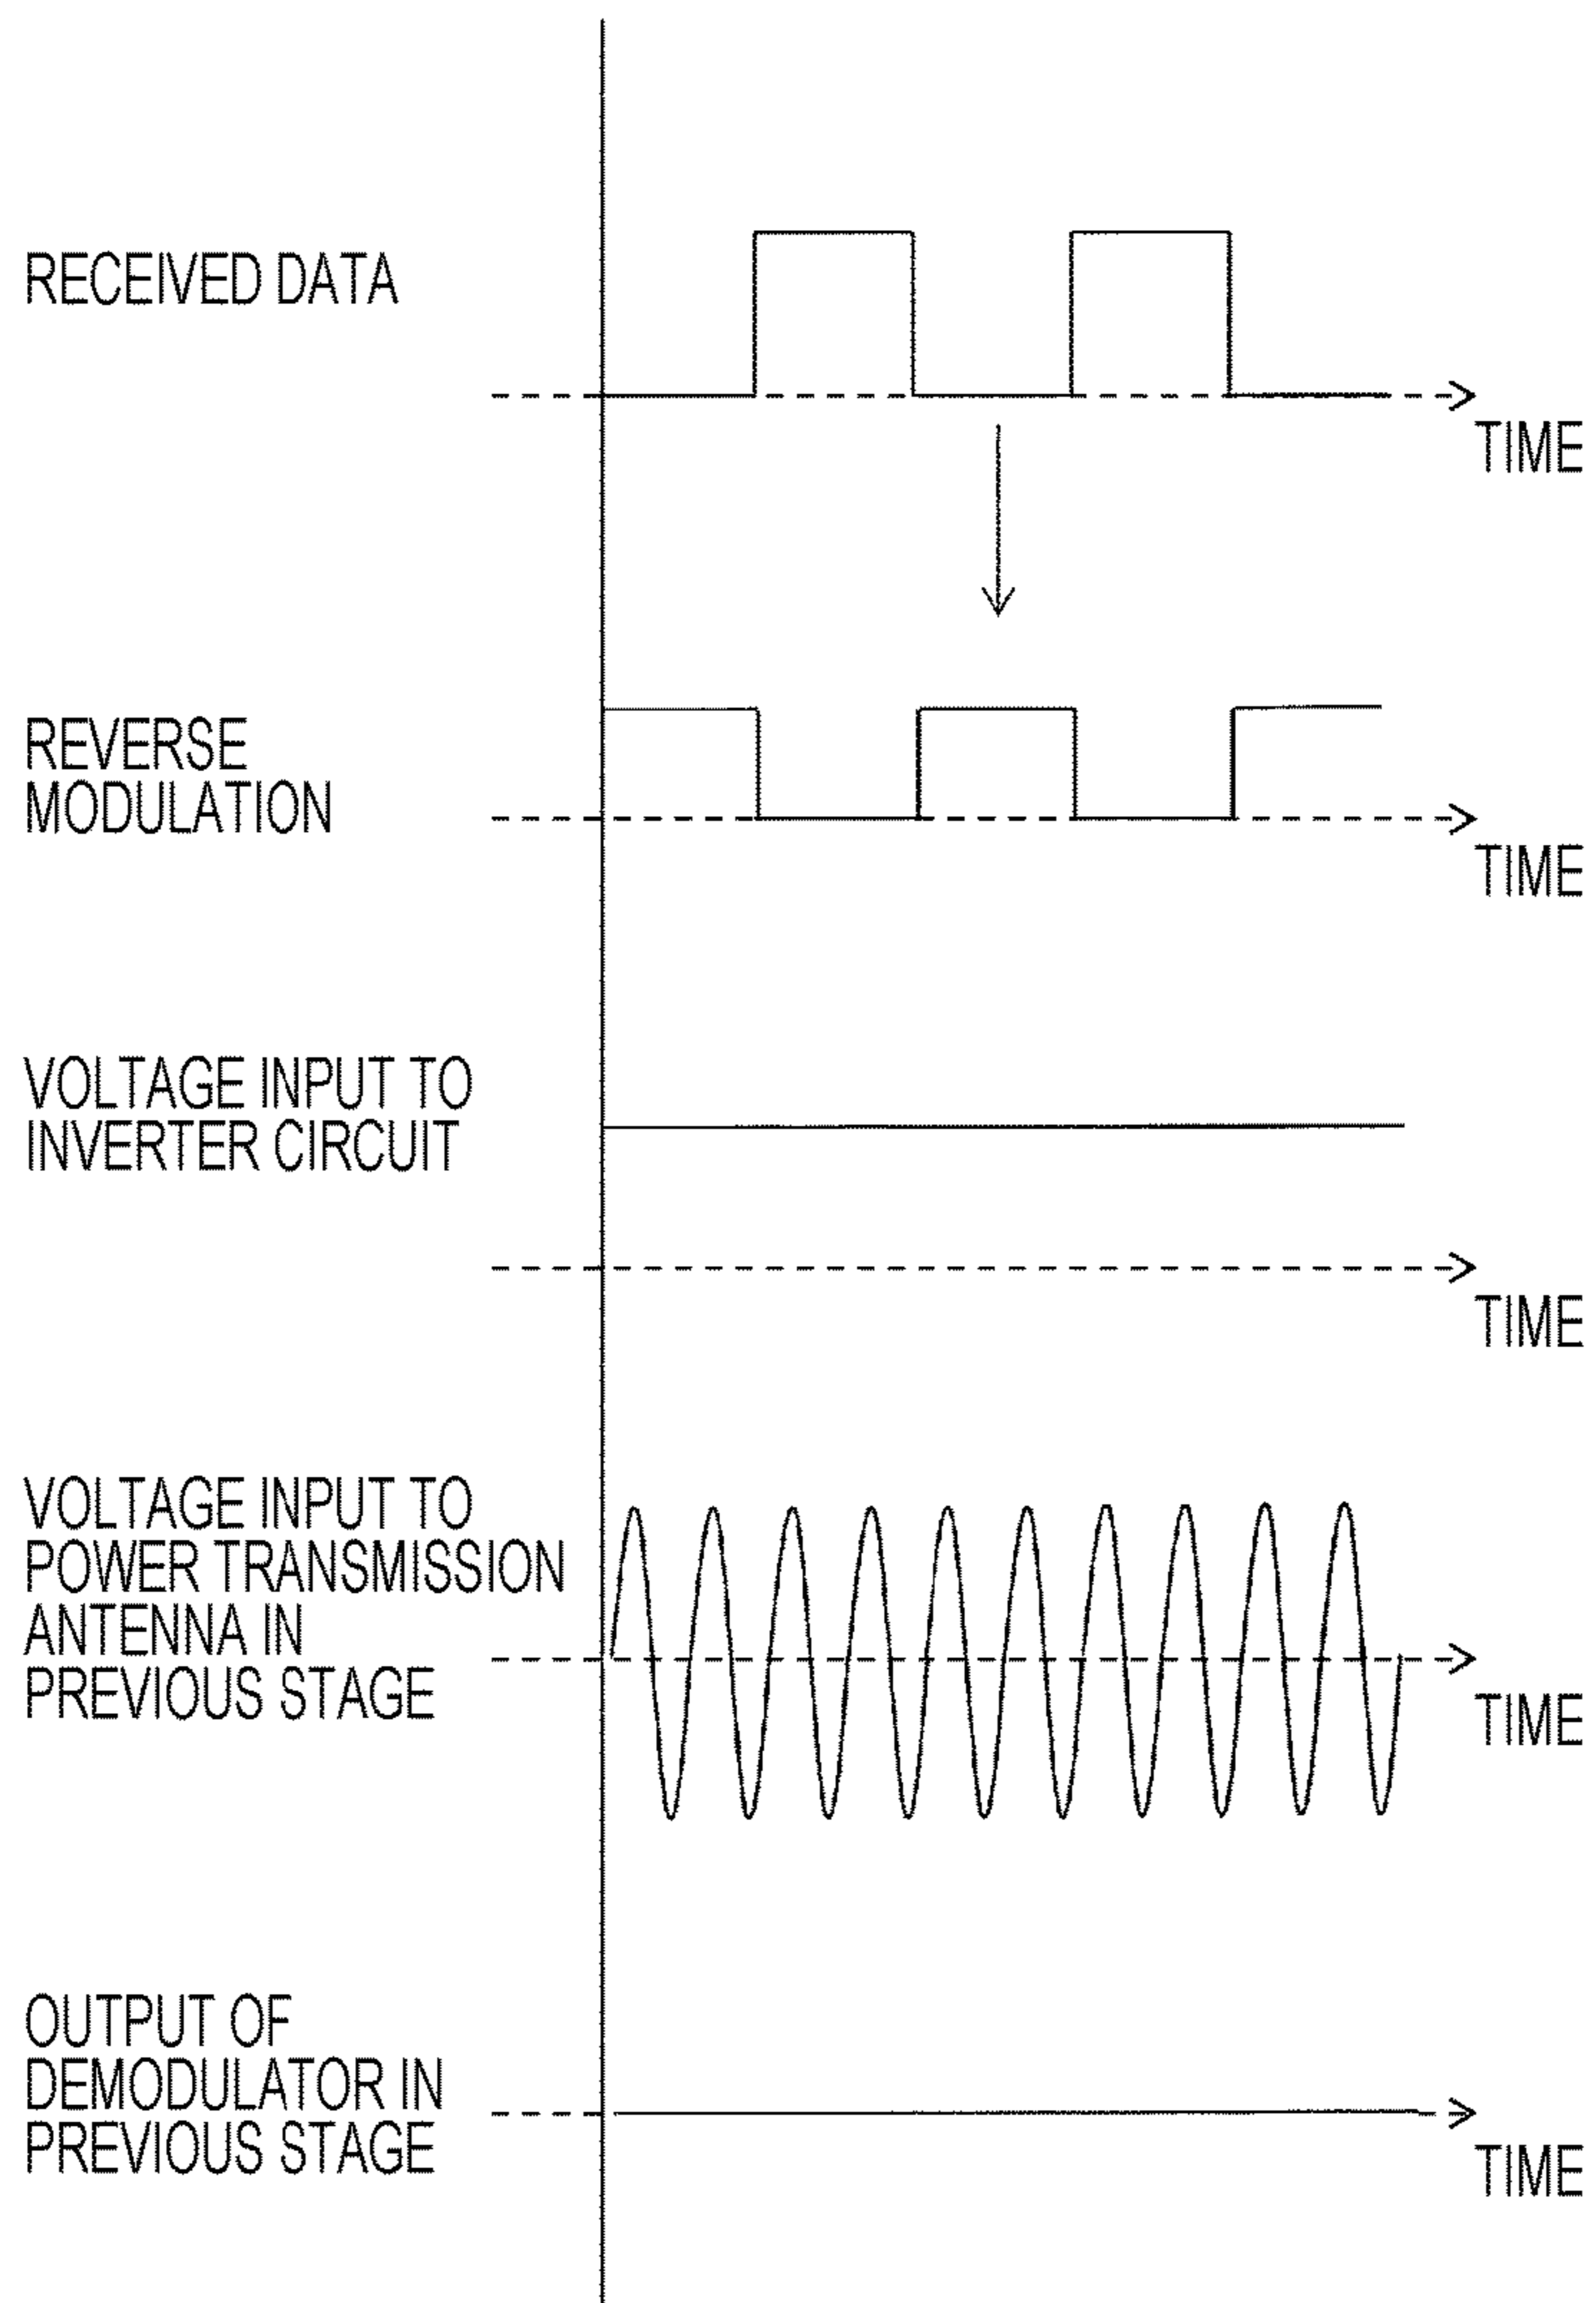 RECEIVED DATA
TIME
REVERSE
MODULATION
TIME
VOLTAGE INPUT TO
INVERTER CIRCUIT
TIME
VOLTAGE INPUT TO
POWER TRANSMISSION
ANTENNA IN
PREVIOUS STAGE
TIME
OUTPUT OF
DEMODULATOR IN
PREVIOUS STAGE
TIME